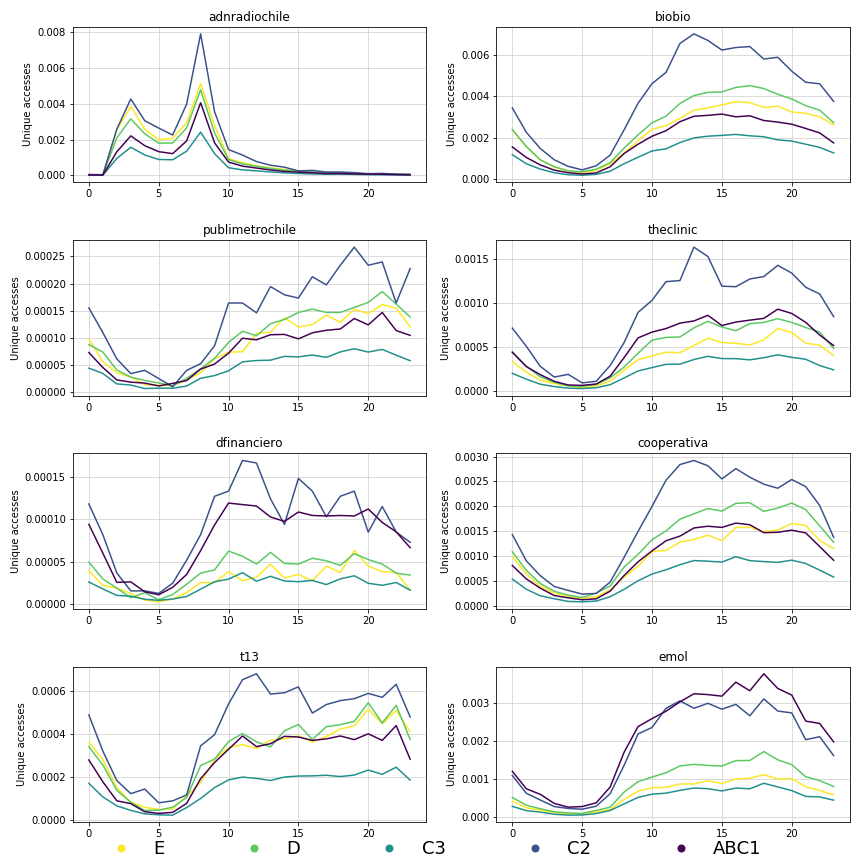 adnradiochile
Unique accesses
0.008
0.006
0.004
0.002
0.000
0 5 10 15 20
biobio
Unique accesses
0.006
0.004
0.002
0.000
0 5 10 15 20
publimetrochile
Unique accesses
0.00025
0.00020
0.00015
0.00010
0.00005
0.00000
0 5 10 15 20
theclinic
Unique accesses
0.0015
0.0010
0.0005
0.0000
0 5 10 15 20
dfinanciero
Unique accesses
0.00015
0.00010
0.00005
0.00000
0 5 10 15 20
cooperativa
Unique accesses
0.0030
0.0025
0.0020
0.0015
0.0010
0.0005
0.0000
0 5 10 15 20
t13
Unique accesses
0.0006
0.0004
0.0002
0.0000
0 5 10 15 20
emol
Unique accesses
0.003
0.002
0.001
0.000
0 5 10 15 20
E D C3 C2 ABC1